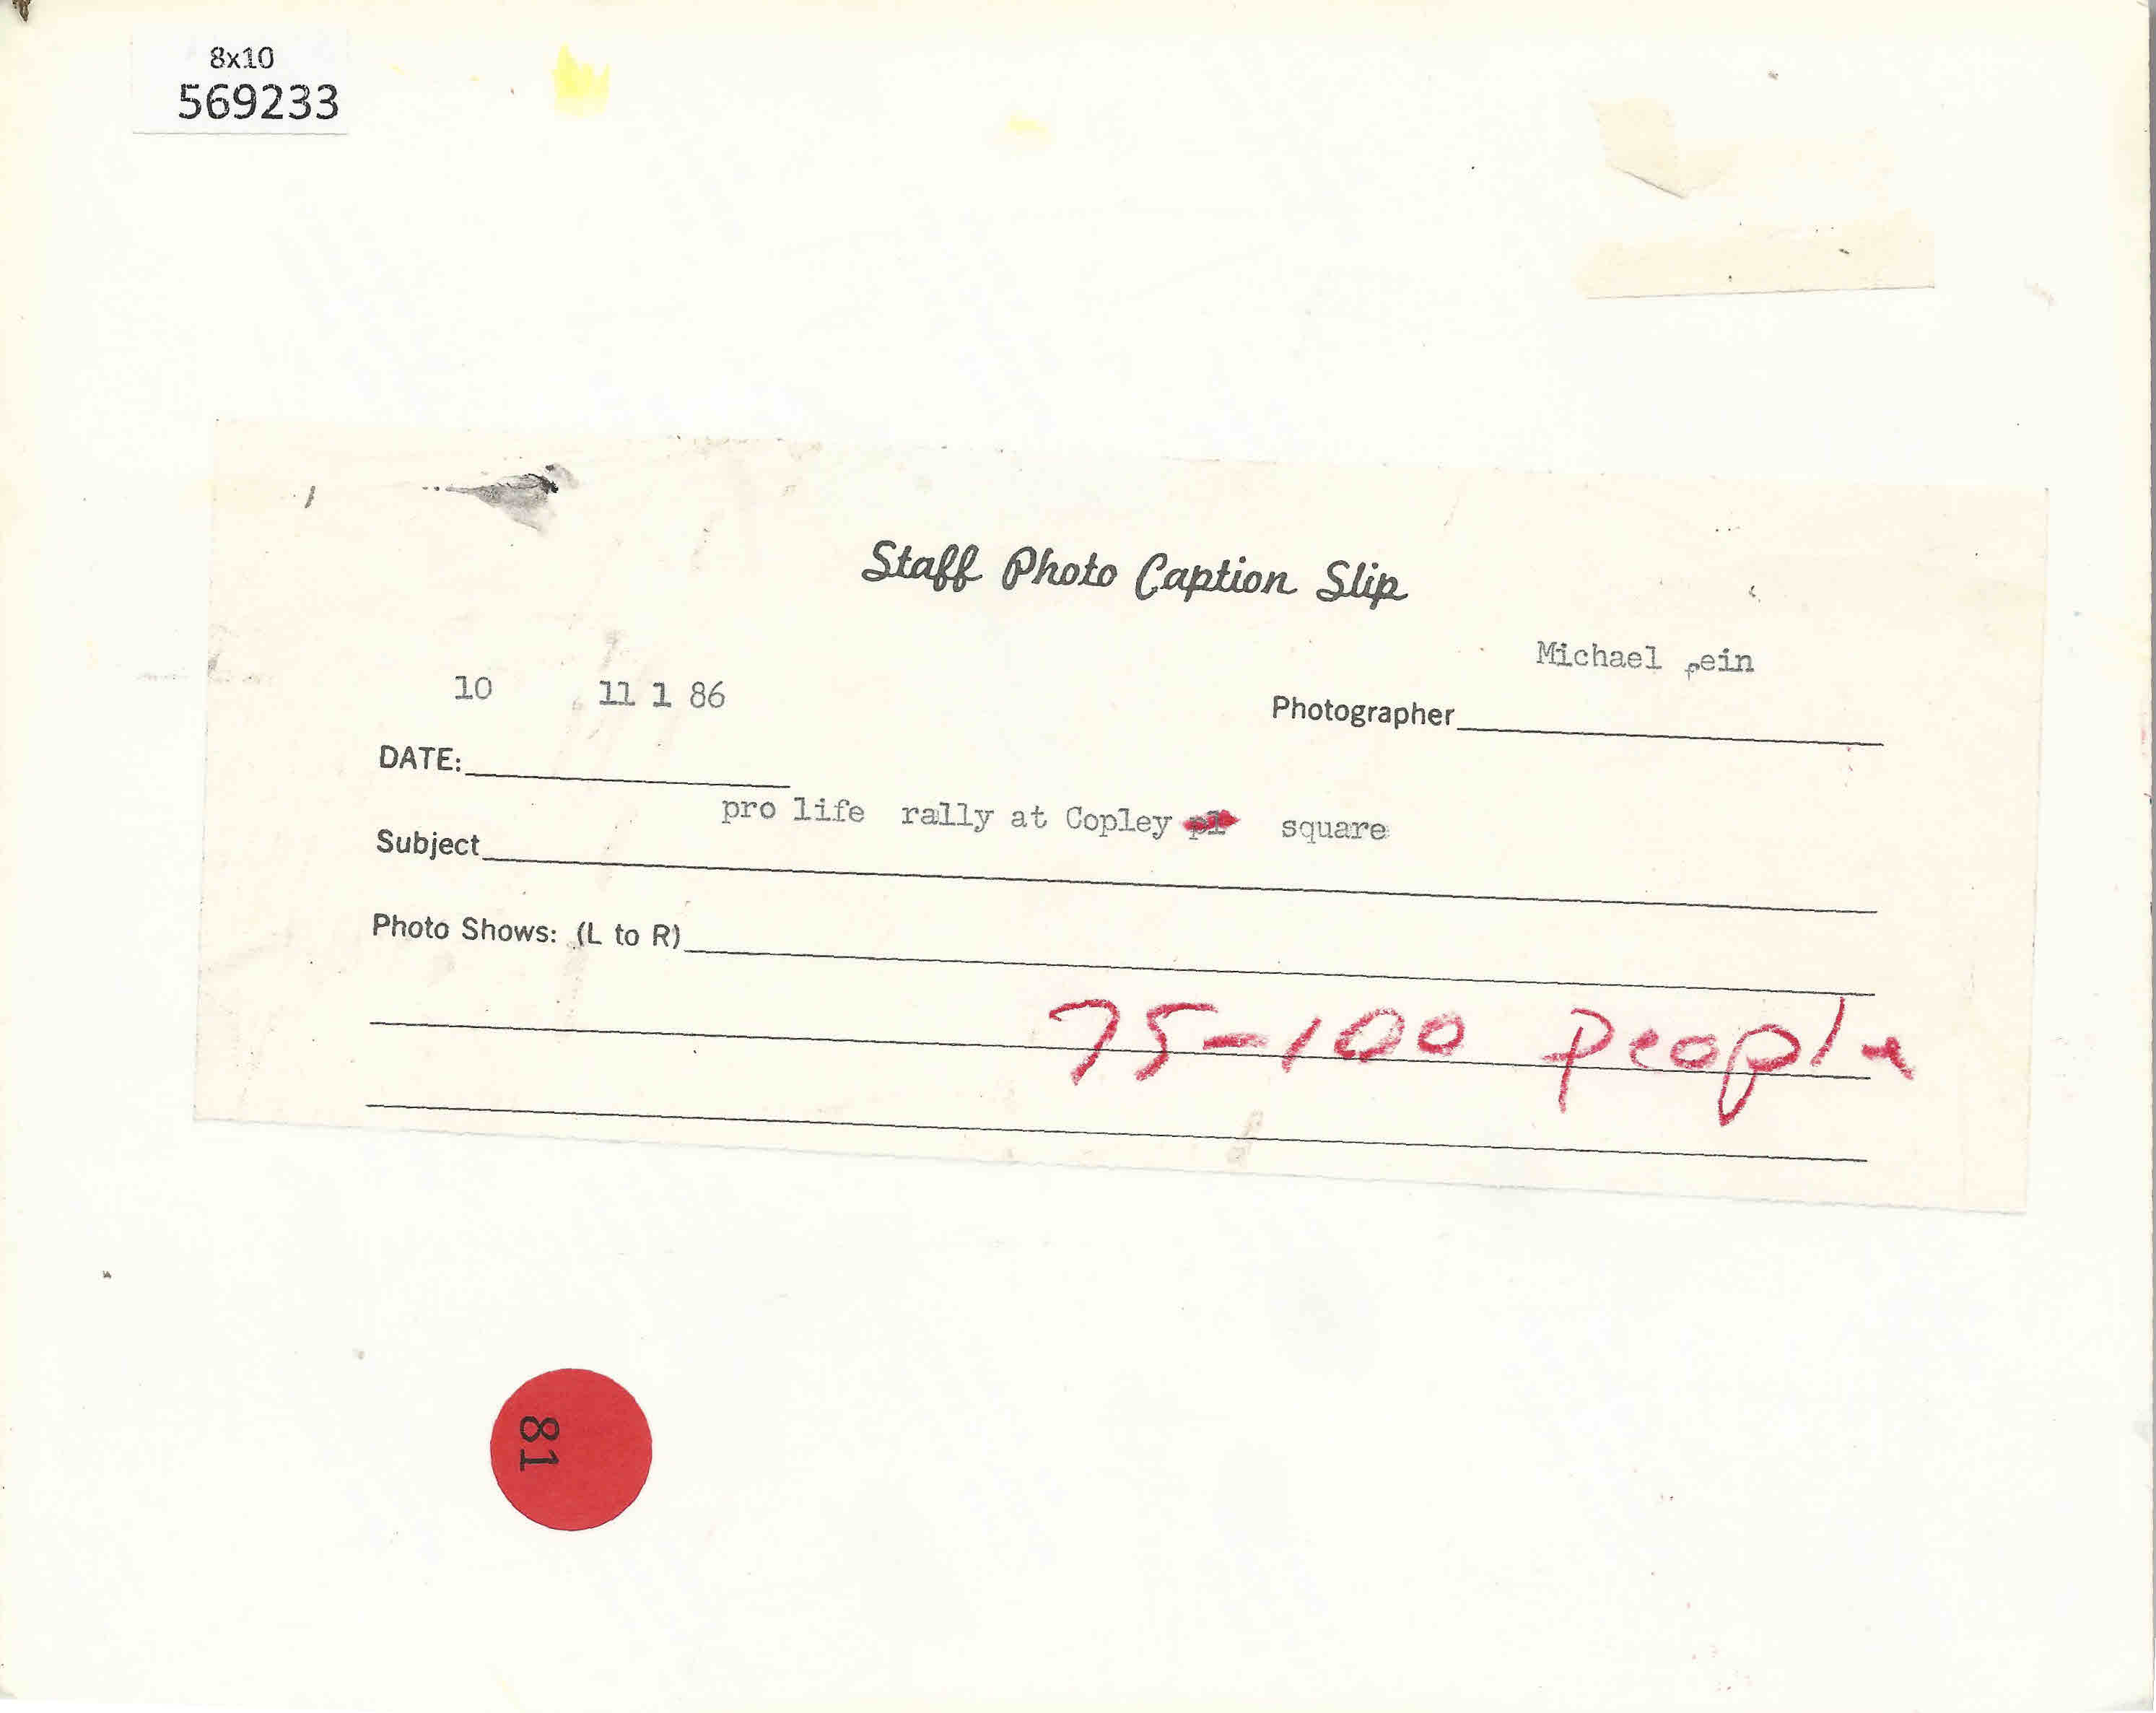 8x10
569233
Staff Photo Caption Slip
Michael
10 11 1 86
Photographer
DATE:
pro life rally at Copley pl square
Subject
Photo Shows: (L to R)
75-100 people
81